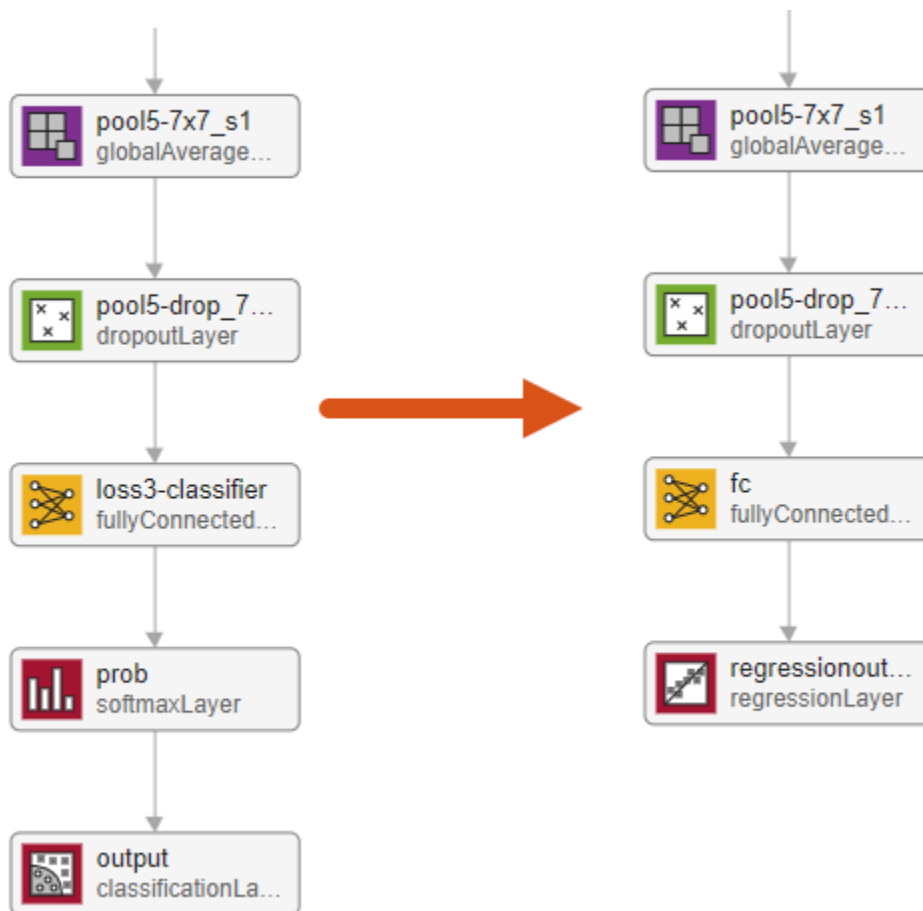 pool5-7x7_s1
globalAverage...
pool5-drop_7...
dropoutLayer
loss3-classifier
fullyConnected...
prob
softmaxLayer
output
classificationLa...
pool5-7x7_s1
globalAverage...
pool5-drop_7...
dropoutLayer
fc
fullyConnected...
regressionout...
regressionLayer